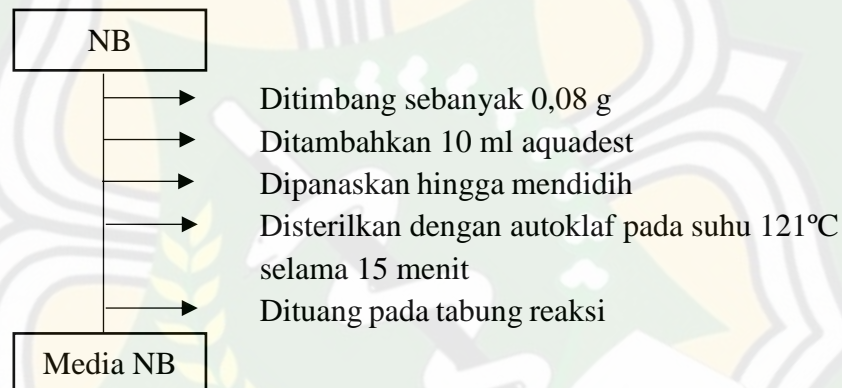 NB
Ditimbang sebanyak 0,08 g
Ditambahkan 10 ml aquadest
Dipanaskan hingga mendidih
Disterilkan dengan autoklaf pada suhu 121ºC
selama 15 menit
Dituang pada tabung reaksi
Media NB